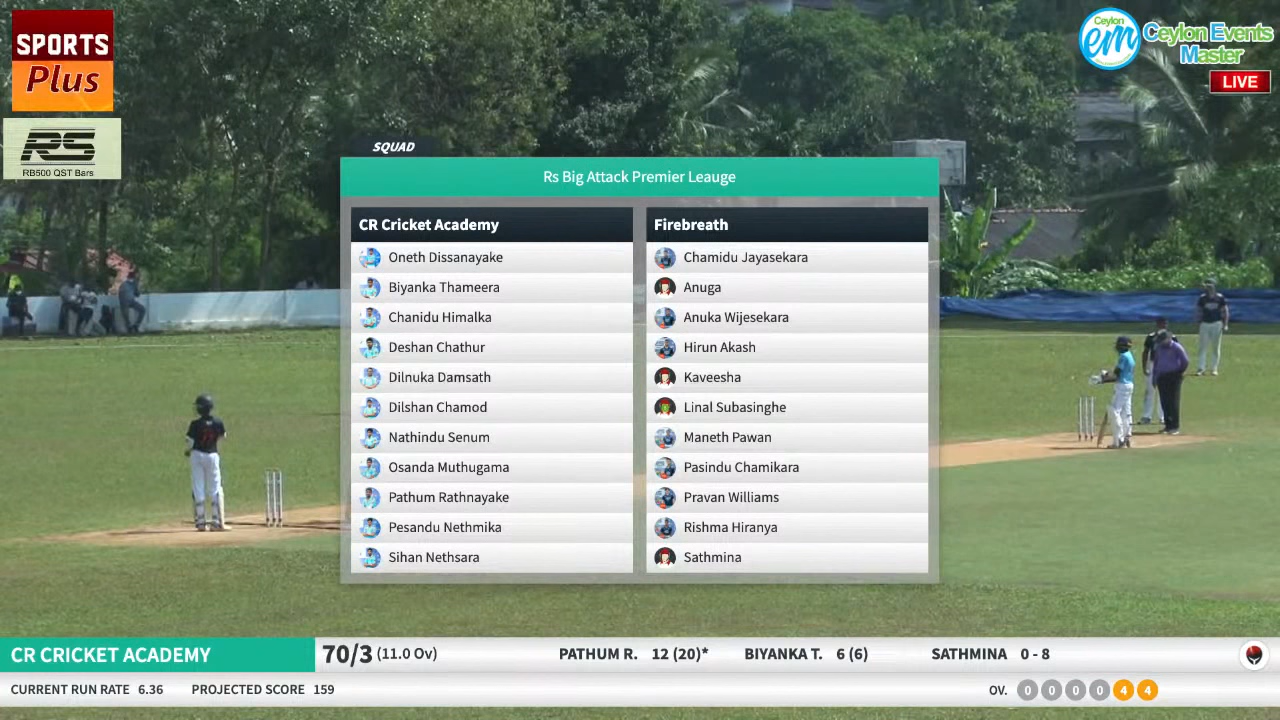 SPORTS
Plus
RS
RB500 QST Bars
Ceylon
em
Ceylon Events
Master
LIVE
SQUAD
Rs Big Attack Premier Leauge
CR Cricket Academy
Oneth Dissanayake
Biyanka Thameera
Chanidu Himalka
Deshan Chathur
Dilnuka Damsath
Dilshan Chamod
Nathindu Senum
Osanda Muthugama
Pathum Rathnayake
Pesandu Nethmika
Sihan Nethsara
Firebreath
Chamidu Jayasekara
Anuga
Anuka Wijesekara
Hirun Akash
Kaveesha
Linal Subasinghe
Maneth Pawan
Pasindu Chamikara
Pravan Williams
Rishma Hiranya
Sathmina
CR CRICKET ACADEMY 70/3 (11.0 Ov) PATHUM R. 12 (20)* BIYANKA T. 6 (6) SATHMINA 0 - 8
CURRENT RUN RATE 6.36 PROJECTED SCORE 159 OV. 0 0 0 0 4 4